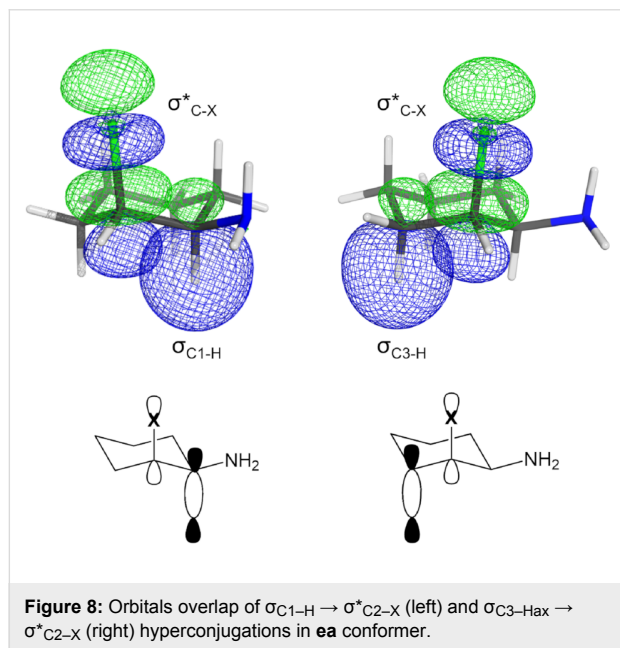 σ*C-X σ*C-X
σC1-H σC3-H
X X
NH2 NH2
Figure 8: Orbitals overlap of σC1–H → σ*C2–X (left) and σC3–Hax →
σ*C2–X (right) hyperconjugations in ea conformer.